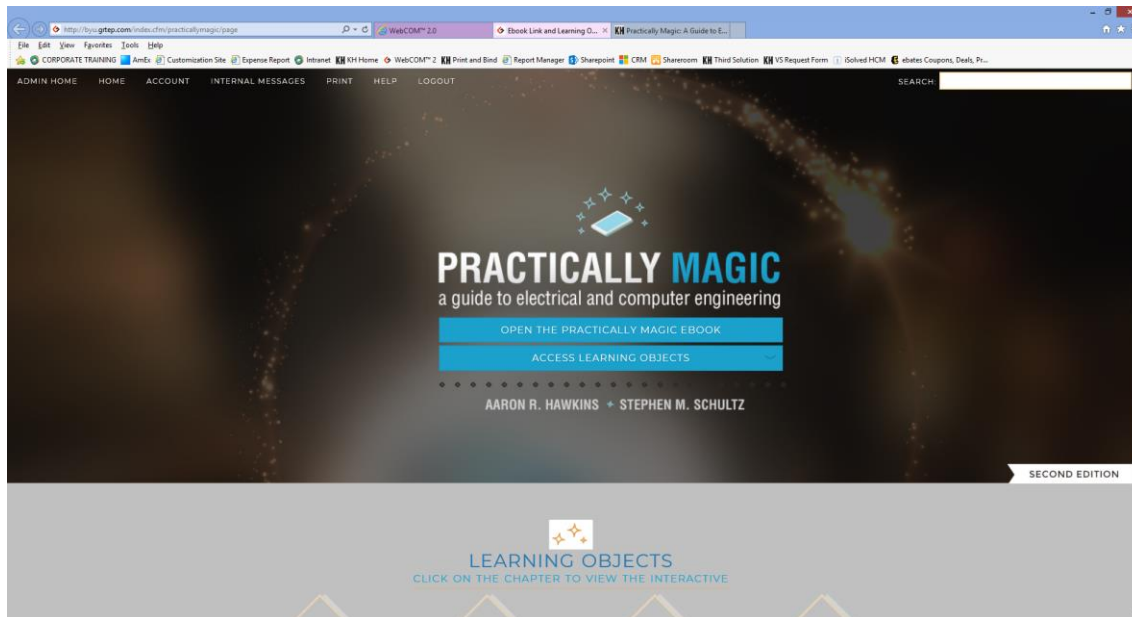 http://byu.grtep.com/index.cfm/practicallymagic/page
WebCOM™ 2.0
Ebook Link and Learning O...
KH Practically Magic: A Guide to E...
File Edit View Favorites Tools Help
CORPORATE TRAINING AmEx Customization Site Expense Report Intranet KH KH Home WebCOM™ 2 KH Print and Bind Report Manager Sharepoint CRM Shareroom KH Third Solution KH VS Request Form iSolved HCM ebates Coupons, Deals, Pr...
ADMIN HOME HOME ACCOUNT INTERNAL MESSAGES PRINT HELP LOGOUT SEARCH:
PRACTICALLY MAGIC
a guide to electrical and computer engineering
OPEN THE PRACTICALLY MAGIC EBOOK
ACCESS LEARNING OBJECTS
AARON R. HAWKINS + STEPHEN M. SCHULTZ
SECOND EDITION
LEARNING OBJECTS
CLICK ON THE CHAPTER TO VIEW THE INTERACTIVE